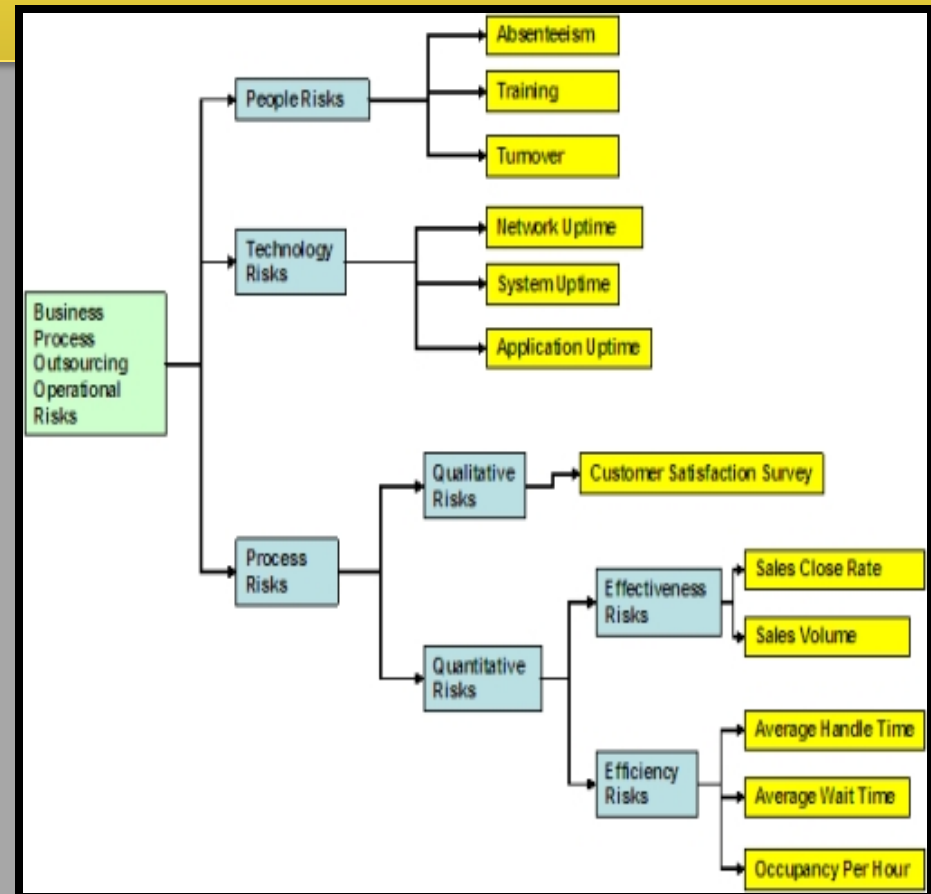 Absenteeism
People Risks
Training
Turnover
Network Uptime
Technology
Risks
System Uptime
Application Uptime
Business
Process
Outsourcing
Operational
Risks
Qualitative
Risks
Customer Satisfaction Survey
Process
Risks
Effectiveness
Risks
Sales Close Rate
Sales Volume
Quantitative
Risks
Average Handle Time
Efficiency
Risks
Average Wait Time
Occupancy Per Hour